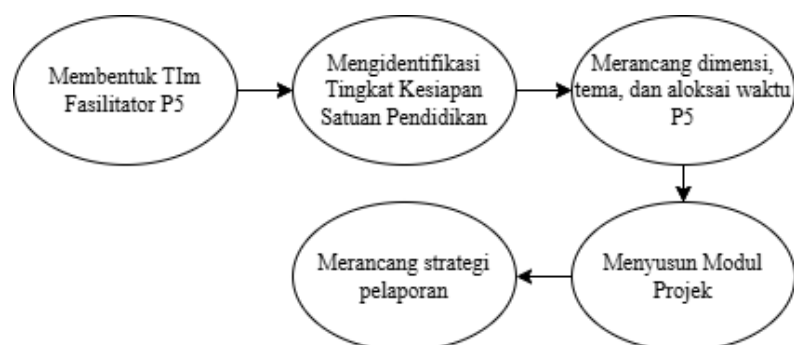 Membentuk TIm
Fasilitator P5
Mengidentifikasi
Tingkat Kesiapan
Satuan Pendidikan
Merancang dimensi,
tema, dan aloksai waktu
P5
Merancang strategi
pelaporan
Menyusun Modul
Projek